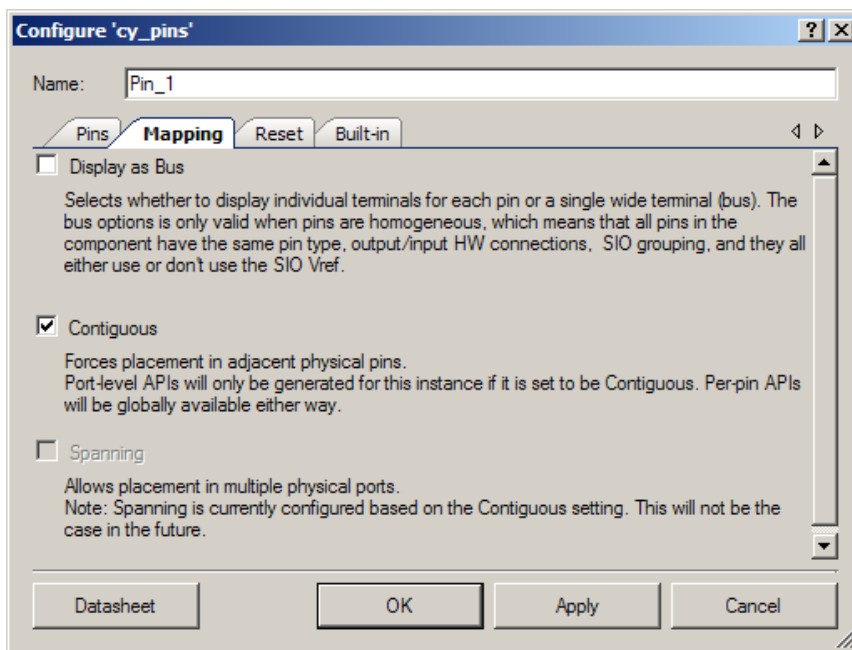 Configure 'cy_pins'
Name: Pin_1
Pins Mapping Reset Built-in
Display as Bus
Selects whether to display individual terminals for each pin or a single wide terminal (bus). The
bus options is only valid when pins are homogeneous, which means that all pins in the
component have the same pin type, output/input HW connections, SIO grouping, and they all
either use or don't use the SIO Vref.
Contiguous
Forces placement in adjacent physical pins.
Port-level APIs will only be generated for this instance if it is set to be Contiguous. Per-pin APIs
will be globally available either way.
Spanning
Allows placement in multiple physical ports.
Note: Spanning is currently configured based on the Contiguous setting. This will not be the
case in the future.
Datasheet OK Apply Cancel